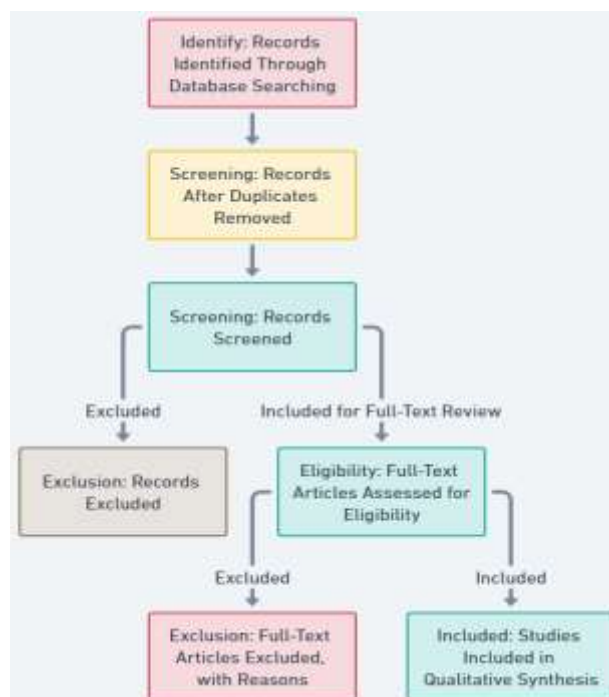 Identify: Records
Identified Through
Database Searching
Screening: Records
After Duplicates
Removed
Screening: Records
Screened
Excluded
Included for Full-Text Review
Exclusion: Records
Excluded
Eligibility: Full-Text
Articles Assessed for
Eligibility
Excluded
Included
Exclusion: Full-Text
Articles Excluded,
with Reasons
Included: Studies
Included in
Qualitative Synthesis